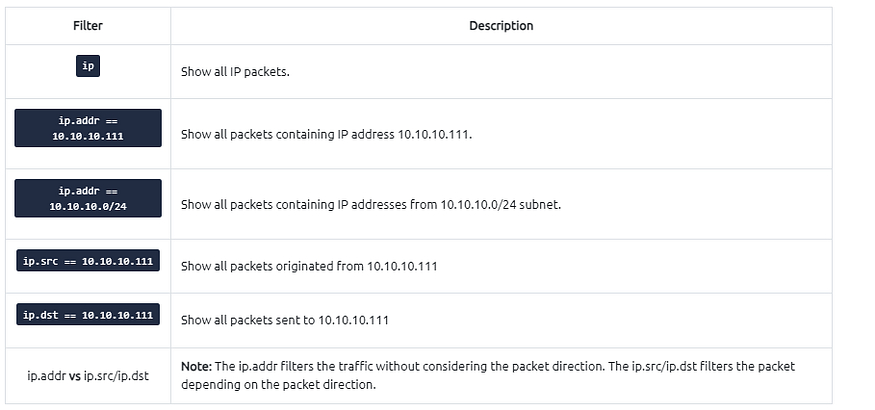 Filter Description
ip
Show all IP packets.
ip.addr ==
10.10.10.111
Show all packets containing IP address 10.10.10.111.
ip.addr ==
10.10.10.0/24
Show all packets containing IP addresses from 10.10.10.0/24 subnet.
ip.src == 10.10.10.111
Show all packets originated from 10.10.10.111
ip.dst == 10.10.10.111
Show all packets sent to 10.10.10.111
ip.addr vs ip.src/ip.dst
Note: The ip.addr filters the traffic without considering the packet direction. The ip.src/ip.dst filters the packet
depending on the packet direction.